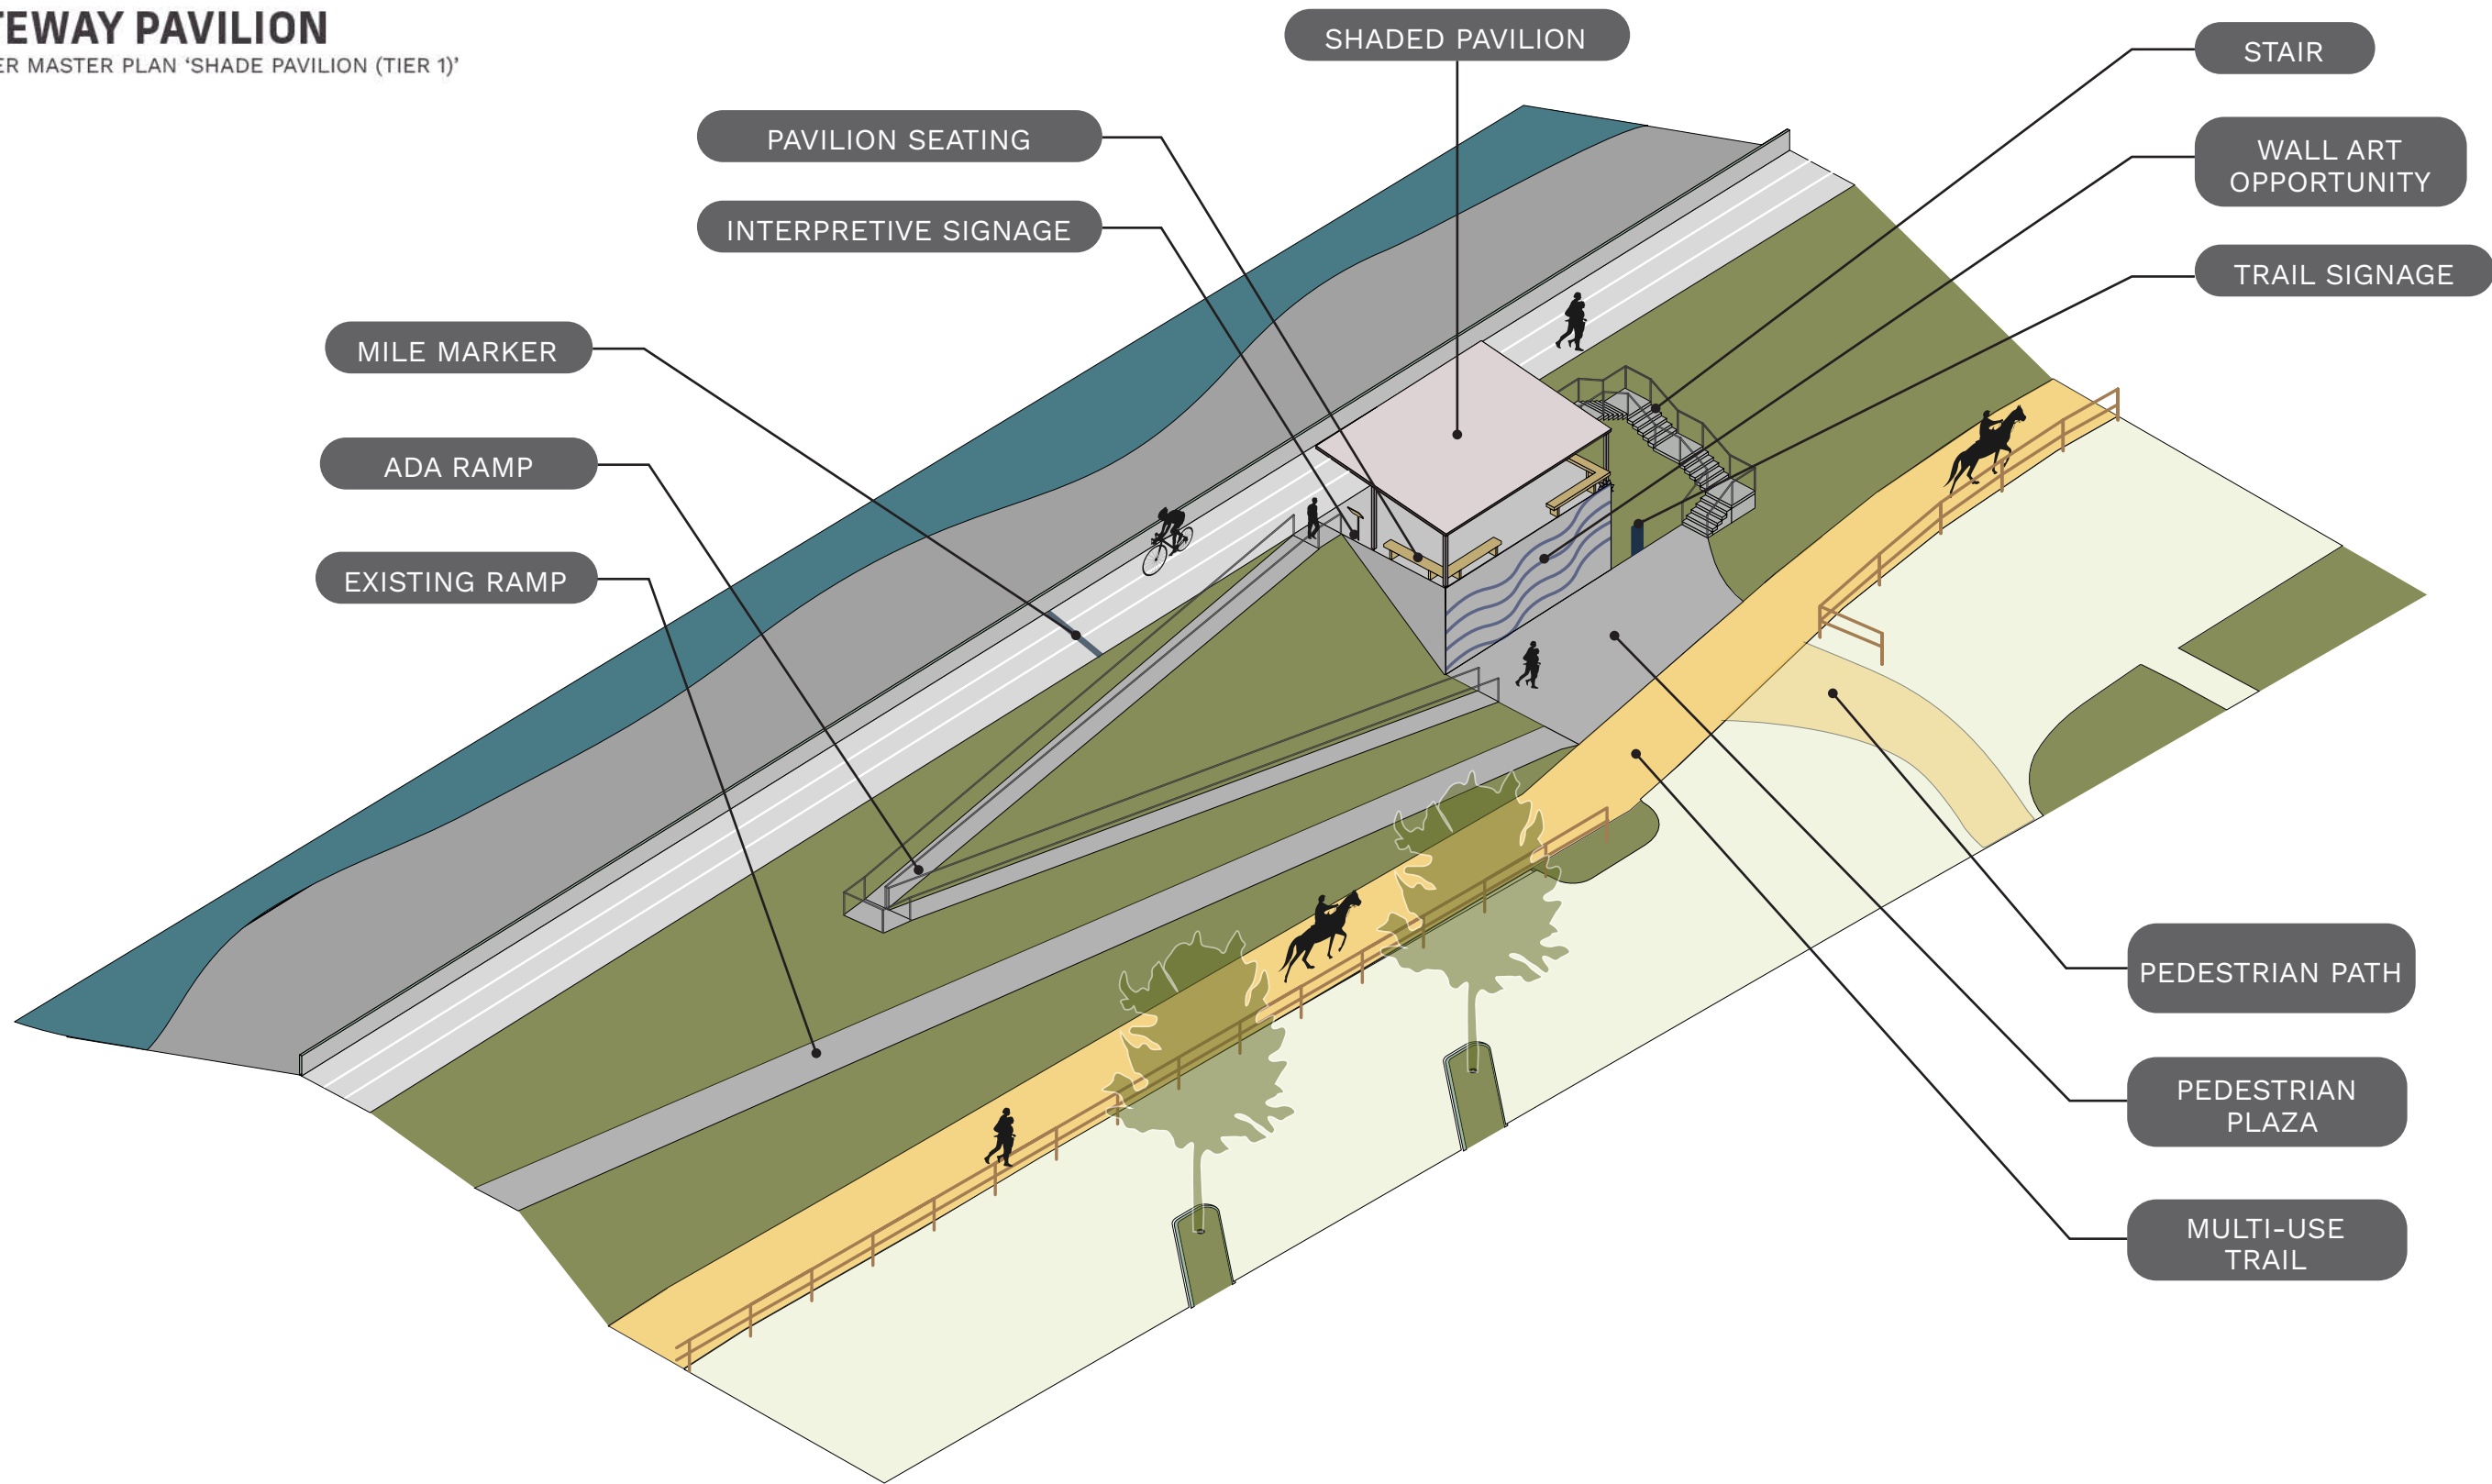 TEWAY PAVILION
ER MASTER PLAN ‘SHADE PAVILION (TIER 1)’
SHADED PAVILION
STAIR
PAVILION SEATING
WALL ART
OPPORTUNITY
INTERPRETIVE SIGNAGE
TRAIL SIGNAGE
MILE MARKER
ADA RAMP
EXISTING RAMP
PEDESTRIAN PATH
PEDESTRIAN
PLAZA
MULTI-USE
TRAIL